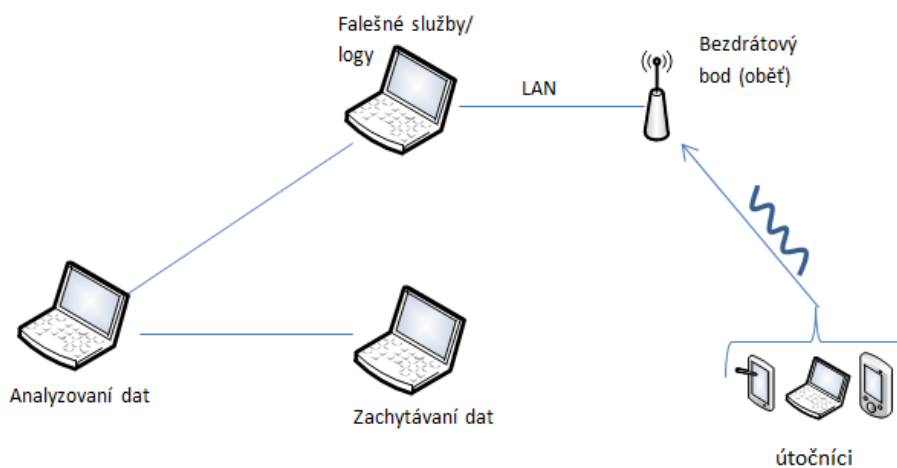 Falešné služby/
logy
LAN
Bezdrátový
bod (oběť)
Analyzovaní dat
Zachytávaní dat
útočníci